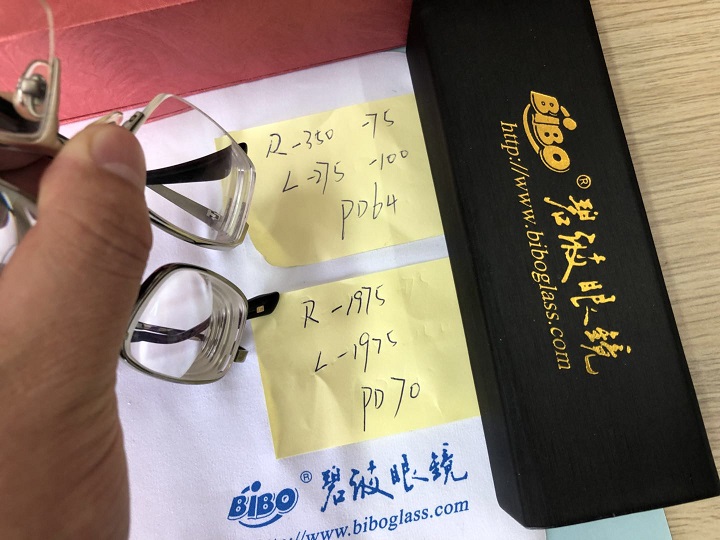 R -350 -75
L -375 -100
PD64
R -1975
L -1975
PD70
BiBO® 碧波眼镜
http://www.biboglass.com
BiBO® 碧波眼镜
://www.biboglass.com